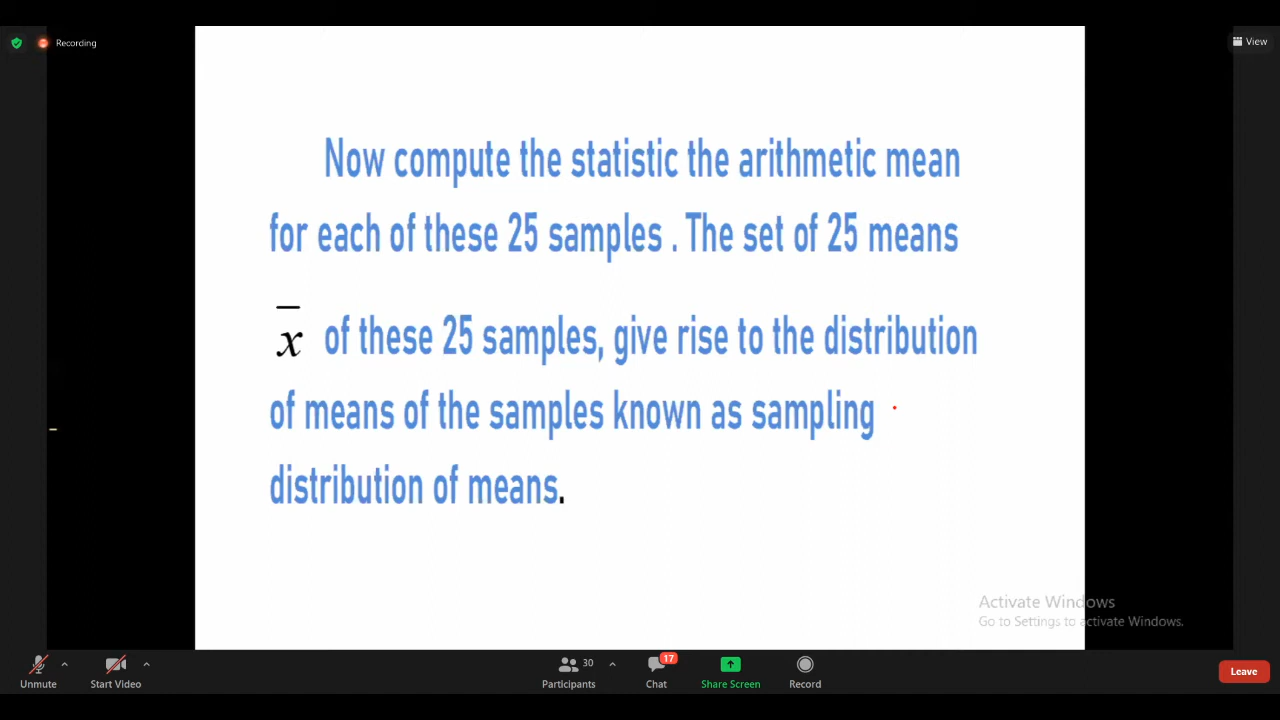 Recording
View
Now compute the statistic the arithmetic mean
for each of these 25 samples . The set of 25 means
x̄ of these 25 samples, give rise to the distribution
of means of the samples known as sampling
distribution of means.
Activate Windows
Go to Settings to activate Windows.
30
17
Unmute
Start Video
Participants
Chat
Share Screen
Record
Leave